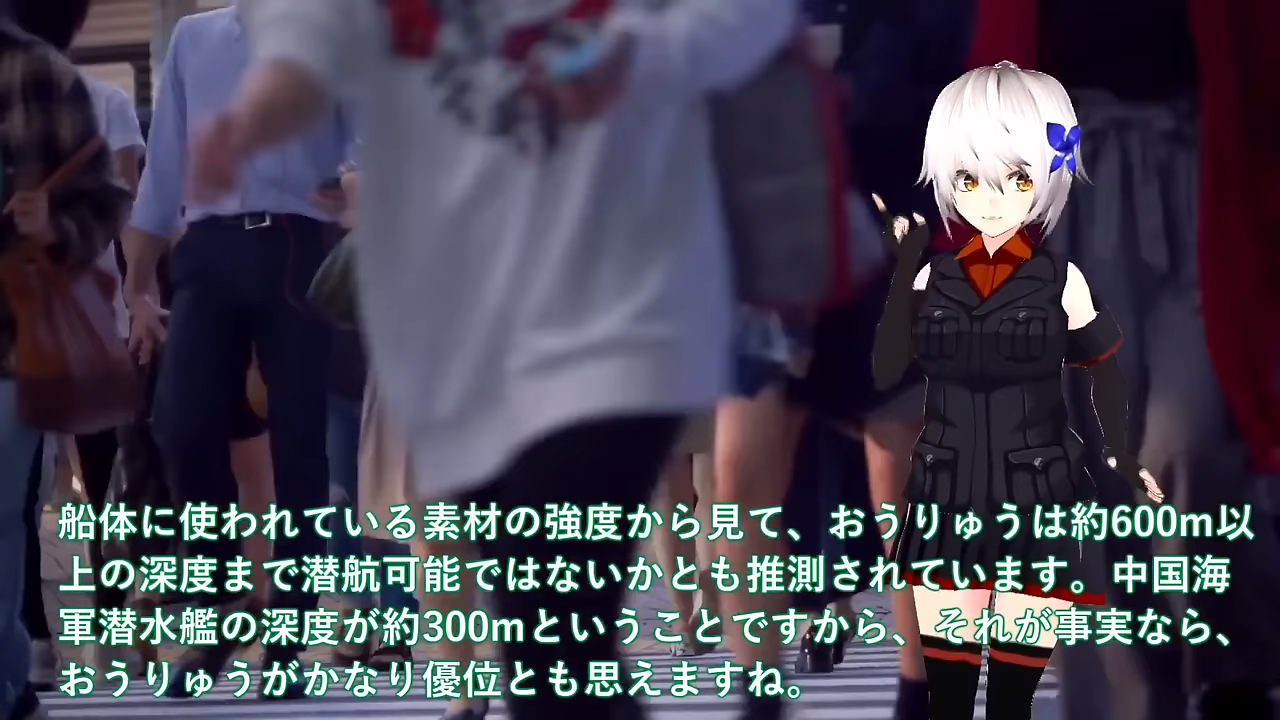 船体に使われている素材の強度から見て、おうりゅうは約600m以
上の深度まで潜航可能ではないかとも推測されています。中国海
軍潜水艦の深度が約300mということですから、それが事実なら、
おうりゅうがかなり優位とも思えますね。